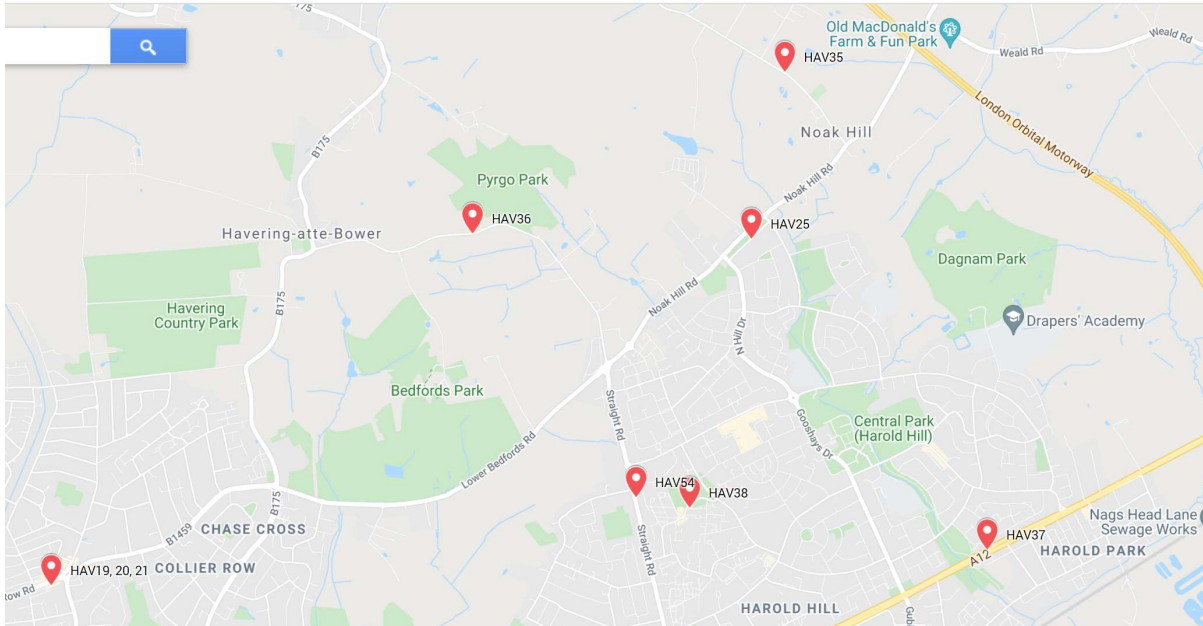 175
Old MacDonald's
Farm & Fun Park
Weald Rd
Weald Rd
HAV35
London Orbital Motorway
Noak Hill
B175
Pyrgo Park
Noak Hill Rd
HAV36
HAV25
Havering-atte-Bower
Dagnam Park
B175
Noak Hill Rd
Havering
Country Park
Drapers' Academy
N Hill Dr
Bedfords Park
Straight Rd
Gooshays Dr
Central Park
(Harold Hill)
Lower Bedfords Rd
HAV54
HAV38
B175
Nags Head Lane
Sewage Works
CHASE CROSS
B1459
Straight Rd
HAV37
HAROLD PARK
A12
HAV19, 20, 21
COLLIER ROW
tow Rd
HAROLD HILL
Gub